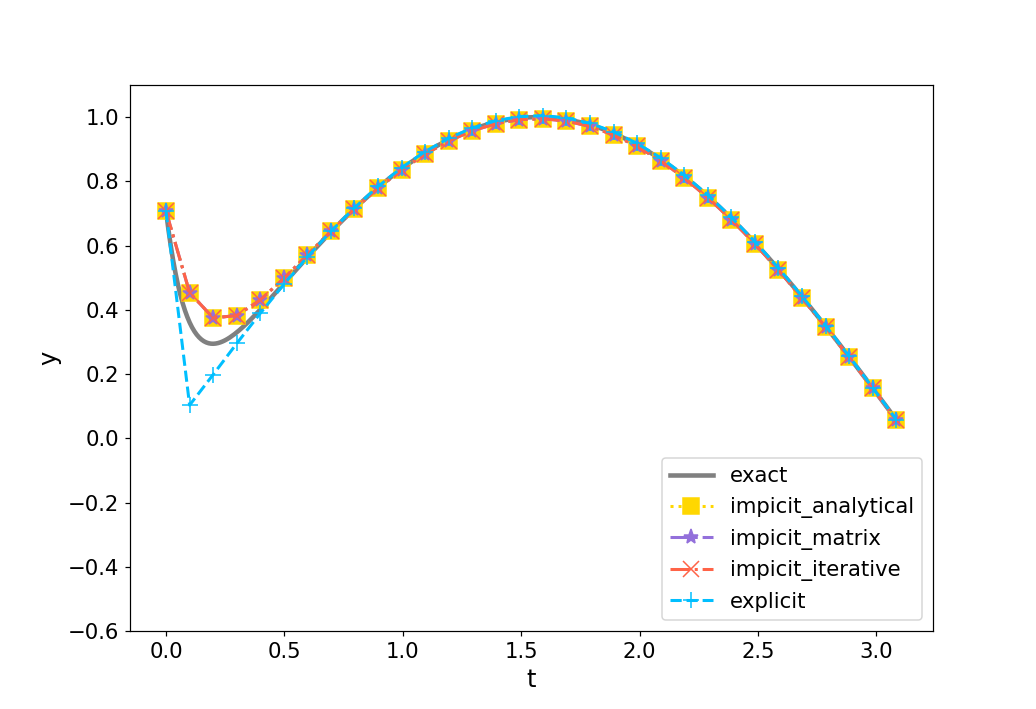 1.0
0.8
0.6
0.4
0.2
0.0
−0.2
−0.4
−0.6
y
0.0 0.5 1.0 1.5 2.0 2.5 3.0
t
exact
impicit_analytical
impicit_matrix
impicit_iterative
explicit